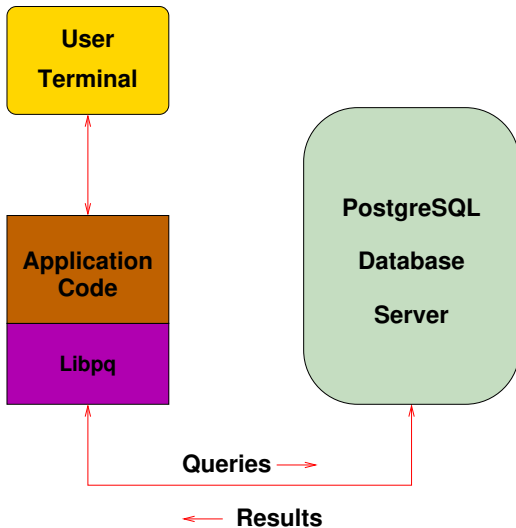 User
Terminal
PostgreSQL
Database
Server
Application
Code
Libpq
Queries
Results